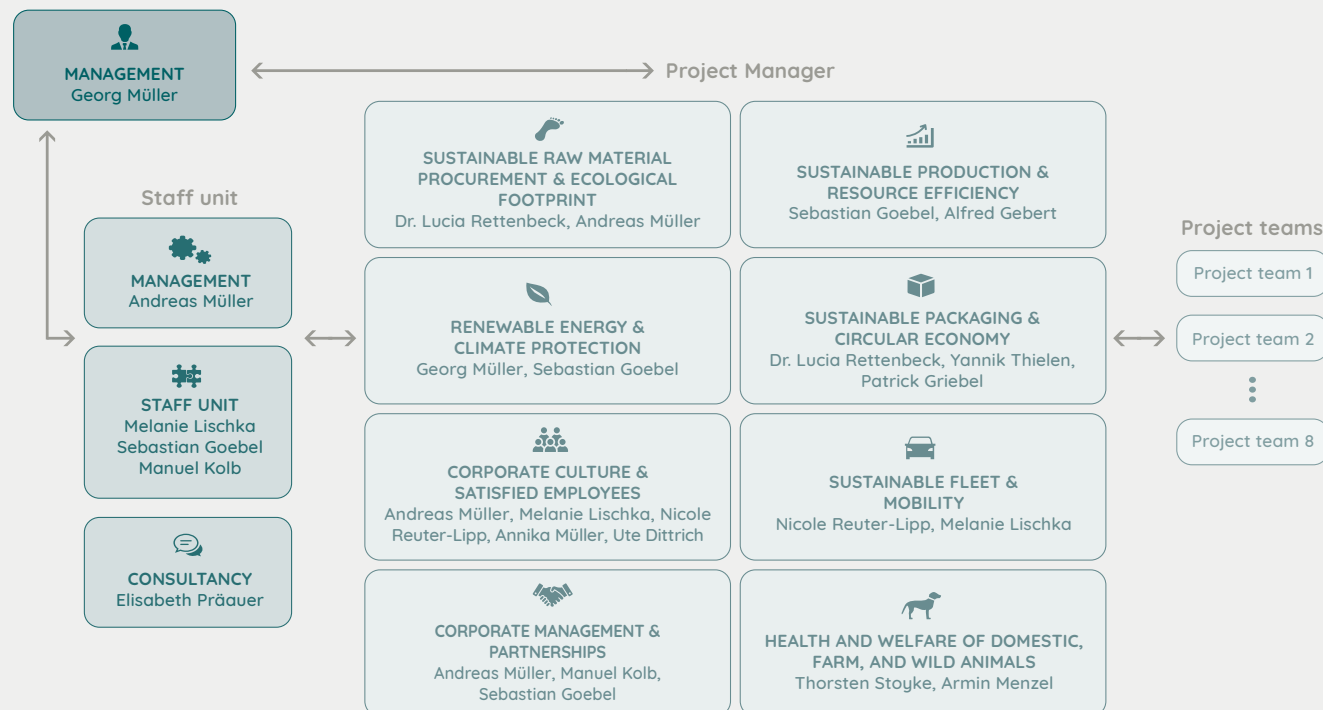 MANAGEMENT
Georg Müller
Project Manager
Staff unit
MANAGEMENT
Andreas Müller
STAFF UNIT
Melanie Lischka
Sebastian Goebel
Manuel Kolb
CONSULTANCY
Elisabeth Präauer
SUSTAINABLE RAW MATERIAL
PROCUREMENT & ECOLOGICAL
FOOTPRINT
Dr. Lucia Rettenbeck, Andreas Müller
SUSTAINABLE PRODUCTION &
RESOURCE EFFICIENCY
Sebastian Goebel, Alfred Gebert
RENEWABLE ENERGY &
CLIMATE PROTECTION
Georg Müller, Sebastian Goebel
SUSTAINABLE PACKAGING &
CIRCULAR ECONOMY
Dr. Lucia Rettenbeck, Yannik Thielen,
Patrick Griebel
CORPORATE CULTURE &
SATISFIED EMPLOYEES
Andreas Müller, Melanie Lischka, Nicole
Reuter-Lipp, Annika Müller, Ute Dittrich
SUSTAINABLE FLEET &
MOBILITY
Nicole Reuter-Lipp, Melanie Lischka
CORPORATE MANAGEMENT &
PARTNERSHIPS
Andreas Müller, Manuel Kolb,
Sebastian Goebel
HEALTH AND WELFARE OF DOMESTIC,
FARM, AND WILD ANIMALS
Thorsten Stoyke, Armin Menzel
Project teams
Project team 1
Project team 2
Project team 8